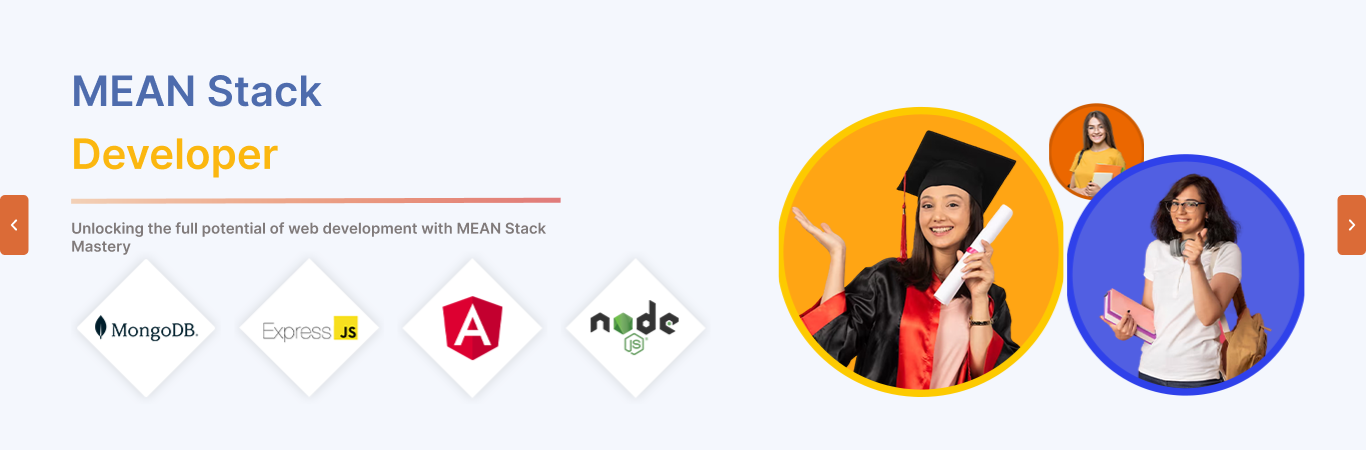 MEAN Stack
Developer
Unlocking the full potential of web development with MEAN Stack
Mastery
MongoDB.
Express JS
A
node
JS